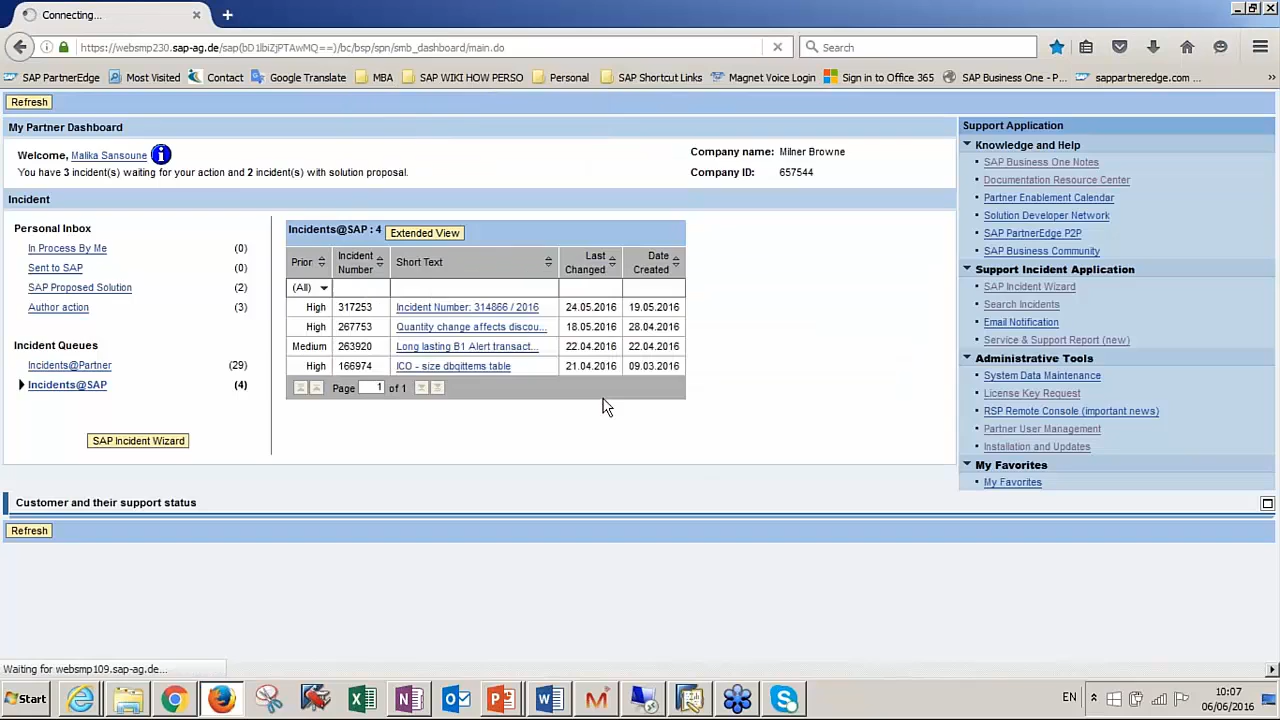 Connecting...
https://websmp230.sap-ag.de/sap(bD1lbiZjPTAwMQ==)/bc/bsp/spn/smb_dashboard/main.do
Search
SAP PartnerEdge
Most Visited
Contact
Google Translate
MBA
SAP WIKI HOW PERSO
Personal
SAP Shortcut Links
Magnet Voice Login
Sign in to Office 365
SAP Business One - P...
sappartneredge.com ...
Refresh
My Partner Dashboard
Welcome, Malika Sansoune
You have 3 incident(s) waiting for your action and 2 incident(s) with solution proposal.
Company name: Milner Browne
Company ID: 657544
Incident
Personal Inbox
In Process By Me (0)
Sent to SAP (0)
SAP Proposed Solution (2)
Author action (3)
Incident Queues
Incidents@Partner (29)
Incidents@SAP (4)
SAP Incident Wizard
Incidents@SAP : 4 Extended View
Prior Incident Number Short Text Last Changed Date Created
(All)
High 317253 Incident Number: 314866 / 2016 24.05.2016 19.05.2016
High 267753 Quantity change affects discou... 18.05.2016 28.04.2016
Medium 263920 Long lasting B1 Alert transact... 22.04.2016 22.04.2016
High 166974 ICO - size dbqitems table 21.04.2016 09.03.2016
Page 1 of 1
Support Application
Knowledge and Help
SAP Business One Notes
Documentation Resource Center
Partner Enablement Calendar
Solution Developer Network
SAP PartnerEdge P2P
SAP Business Community
Support Incident Application
SAP Incident Wizard
Search Incidents
Email Notification
Service & Support Report (new)
Administrative Tools
System Data Maintenance
License Key Request
RSP Remote Console (important news)
Partner User Management
Installation and Updates
My Favorites
My Favorites
Customer and their support status
Refresh
Waiting for websmp109.sap-ag.de...
Start
EN
10:07
06/06/2016